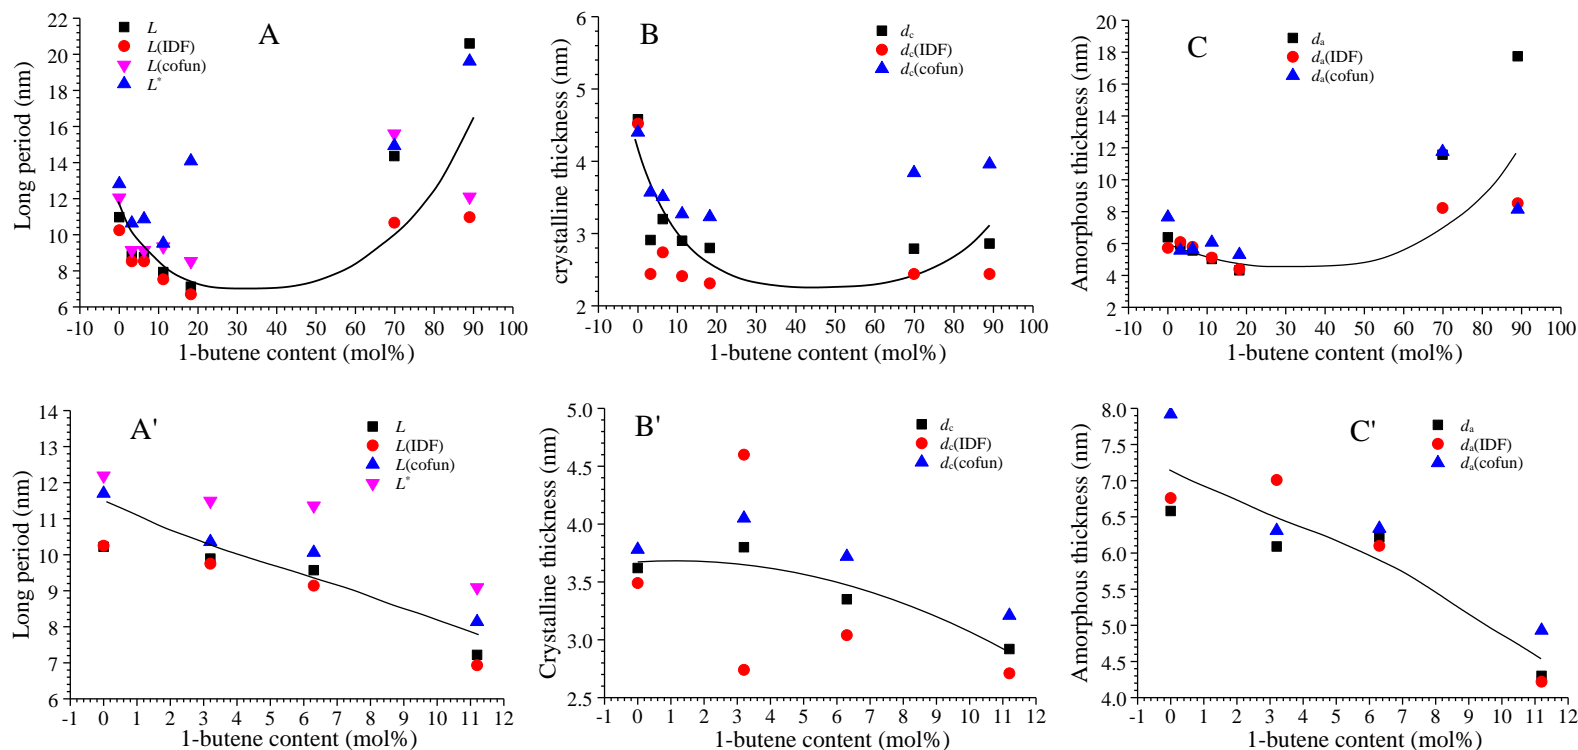 A
L
L(IDF)
L(cofun)
L*
Long period (nm)
22
20
18
16
14
12
10
8
6
-10 0 10 20 30 40 50 60 70 80 90 100
1-butene content (mol%)
B
dc
dc(IDF)
dc(cofun)
crystalline thickness (nm)
6
5
4
3
2
-10 0 10 20 30 40 50 60 70 80 90 100
1-butene content (mol%)
C
da
da(IDF)
da(cofun)
Amorphous thickness (nm)
20
18
16
14
12
10
8
6
4
2
-10 0 10 20 30 40 50 60 70 80 90 100
1-butene content (mol%)
A'
L
L(IDF)
L(cofun)
L*
Long period (nm)
14
13
12
11
10
9
8
7
6
-1 0 1 2 3 4 5 6 7 8 9 10 11 12
1-butene content (mol%)
B'
dc
dc(IDF)
dc(cofun)
Crystalline thickness (nm)
5.0
4.5
4.0
3.5
3.0
2.5
-1 0 1 2 3 4 5 6 7 8 9 10 11 12
1-butene content (mol%)
C'
da
da(IDF)
da(cofun)
Amorphous thickness (nm)
8.0
7.5
7.0
6.5
6.0
5.5
5.0
4.5
4.0
-1 0 1 2 3 4 5 6 7 8 9 10 11 12
1-butene content (mol%)